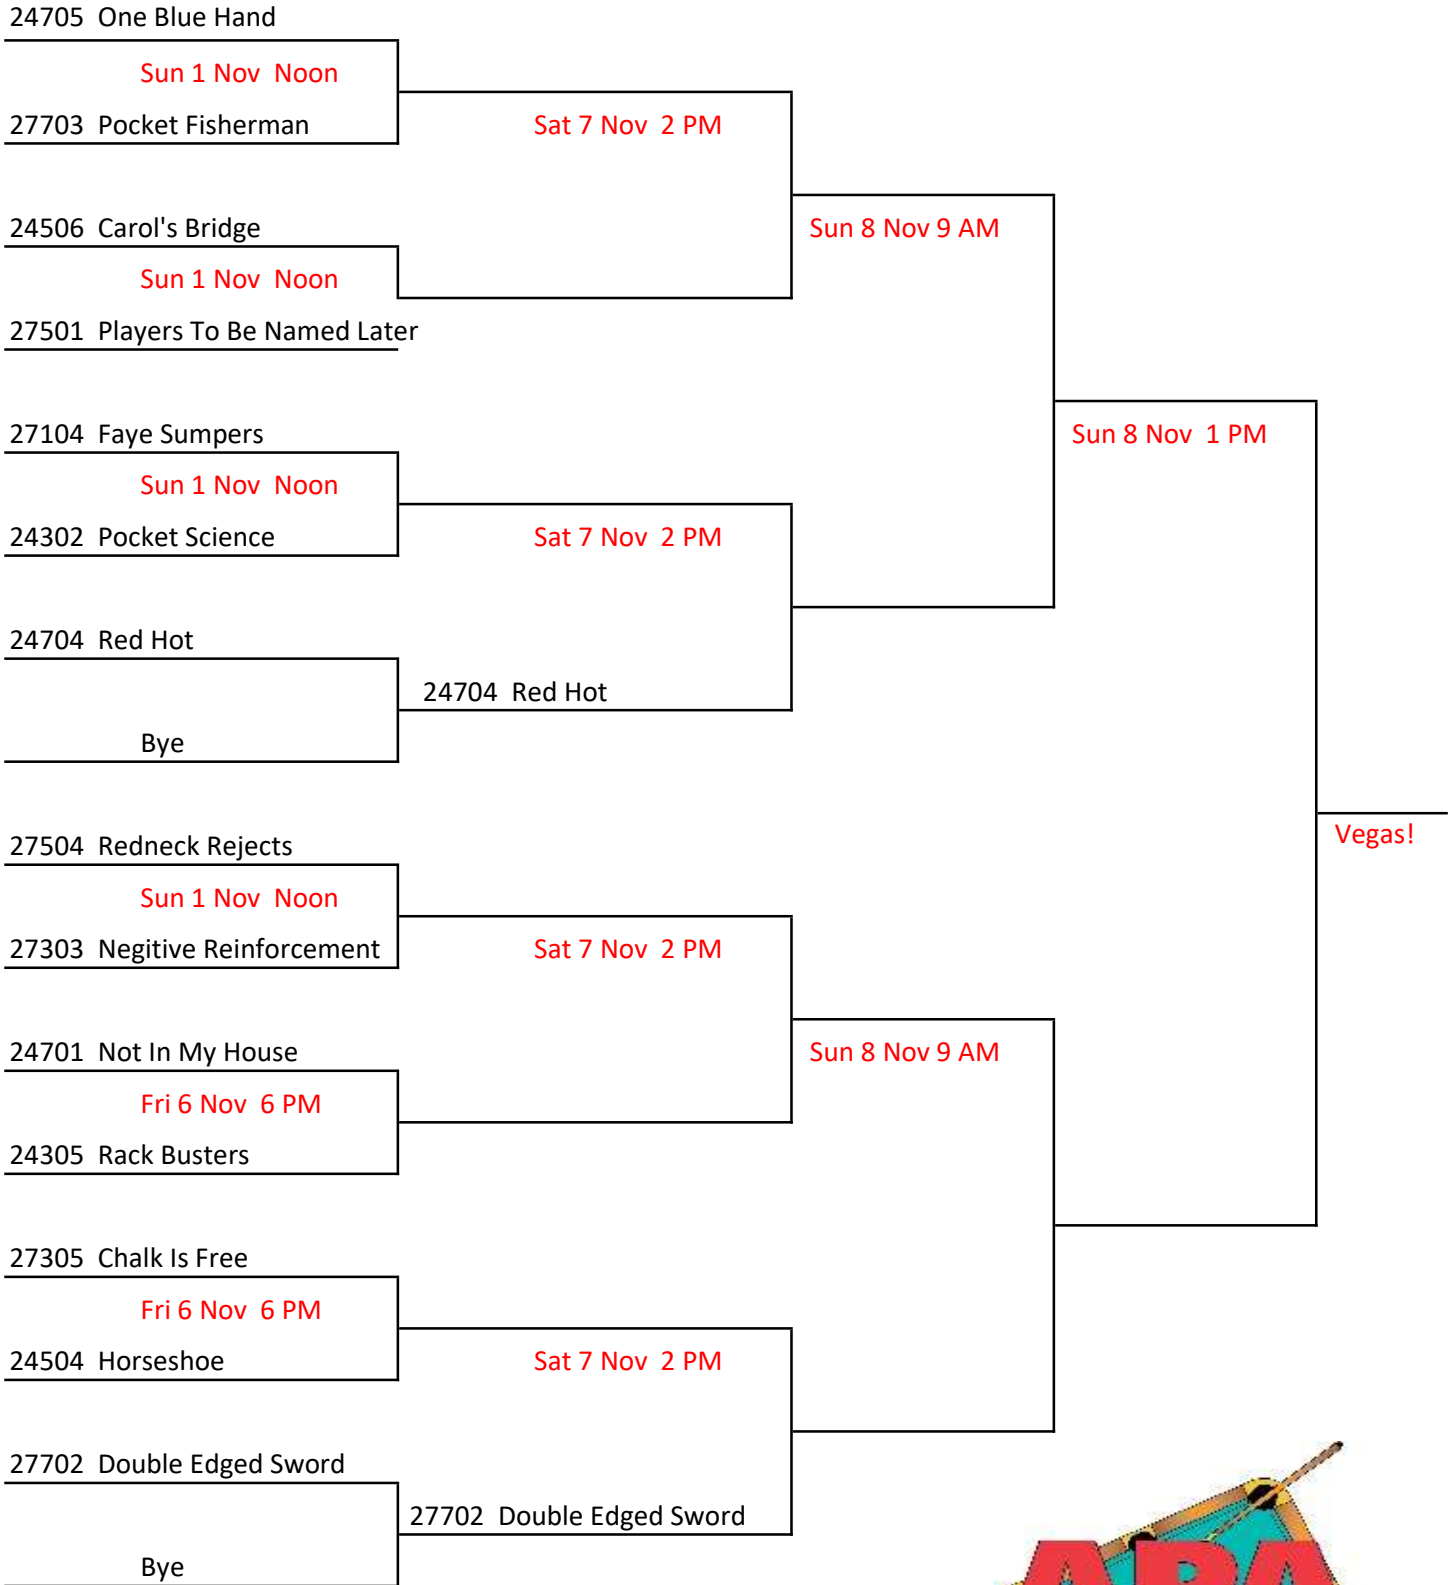 24705 One Blue Hand
Sun 1 Nov Noon
27703 Pocket Fisherman
Sat 7 Nov 2 PM
24506 Carol's Bridge
Sun 8 Nov 9 AM
Sun 1 Nov Noon
27501 Players To Be Named Later
27104 Faye Sumpers
Sun 8 Nov 1 PM
Sun 1 Nov Noon
24302 Pocket Science
Sat 7 Nov 2 PM
24704 Red Hot
24704 Red Hot
Bye
Vegas!
27504 Redneck Rejects
Sun 1 Nov Noon
27303 Negitive Reinforcement
Sat 7 Nov 2 PM
24701 Not In My House
Sun 8 Nov 9 AM
Fri 6 Nov 6 PM
24305 Rack Busters
27305 Chalk Is Free
Fri 6 Nov 6 PM
24504 Horseshoe
Sat 7 Nov 2 PM
27702 Double Edged Sword
27702 Double Edged Sword
Bye
APA